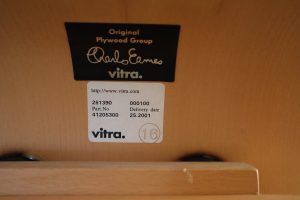 Original
Plywood Group
Charles Eames
vitra.
http://www.vitra.com
251390 000100
Part.No Delivery date
41205300 25.2001
vitra. 16